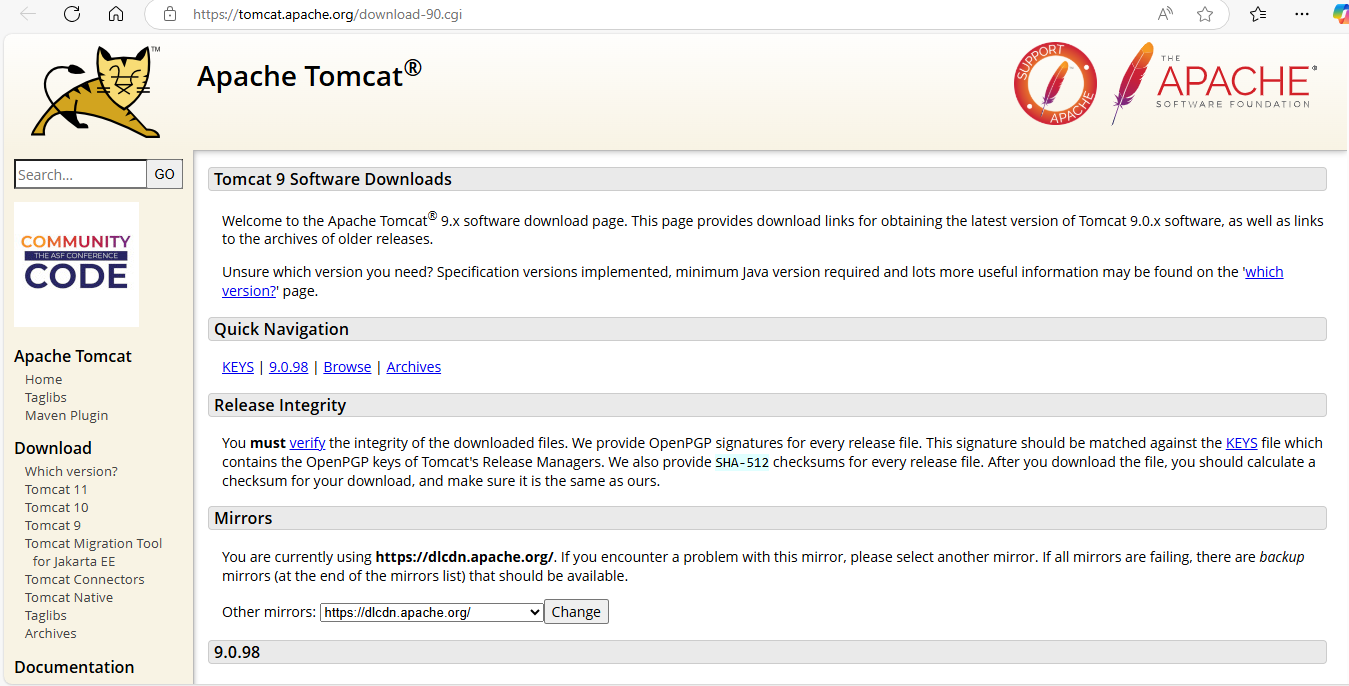 https://tomcat.apache.org/download-90.cgi
Apache Tomcat®
SUPPORT APACHE
THE APACHE® SOFTWARE FOUNDATION
Search...
GO
COMMUNITY
THE ASF CONFERENCE
CODE
Apache Tomcat
Home
Taglibs
Maven Plugin
Download
Which version?
Tomcat 11
Tomcat 10
Tomcat 9
Tomcat Migration Tool
for Jakarta EE
Tomcat Connectors
Tomcat Native
Taglibs
Archives
Documentation
Tomcat 9 Software Downloads
Welcome to the Apache Tomcat® 9.x software download page. This page provides download links for obtaining the latest version of Tomcat 9.0.x software, as well as links
to the archives of older releases.
Unsure which version you need? Specification versions implemented, minimum Java version required and lots more useful information may be found on the 'which
version?' page.
Quick Navigation
KEYS | 9.0.98 | Browse | Archives
Release Integrity
You must verify the integrity of the downloaded files. We provide OpenPGP signatures for every release file. This signature should be matched against the KEYS file which
contains the OpenPGP keys of Tomcat's Release Managers. We also provide SHA-512 checksums for every release file. After you download the file, you should calculate a
checksum for your download, and make sure it is the same as ours.
Mirrors
You are currently using https://dlcdn.apache.org/. If you encounter a problem with this mirror, please select another mirror. If all mirrors are failing, there are backup
mirrors (at the end of the mirrors list) that should be available.
Other mirrors: https://dlcdn.apache.org/ Change
9.0.98